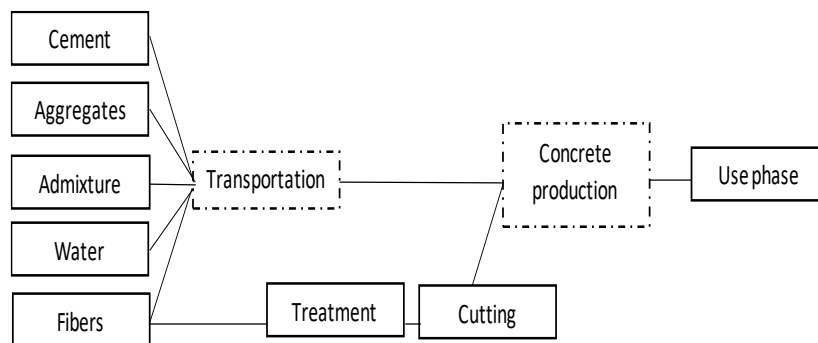 Cement
Aggregates
Admixture
Water
Fibers
Transportation
Treatment
Cutting
Concrete
production
Use phase